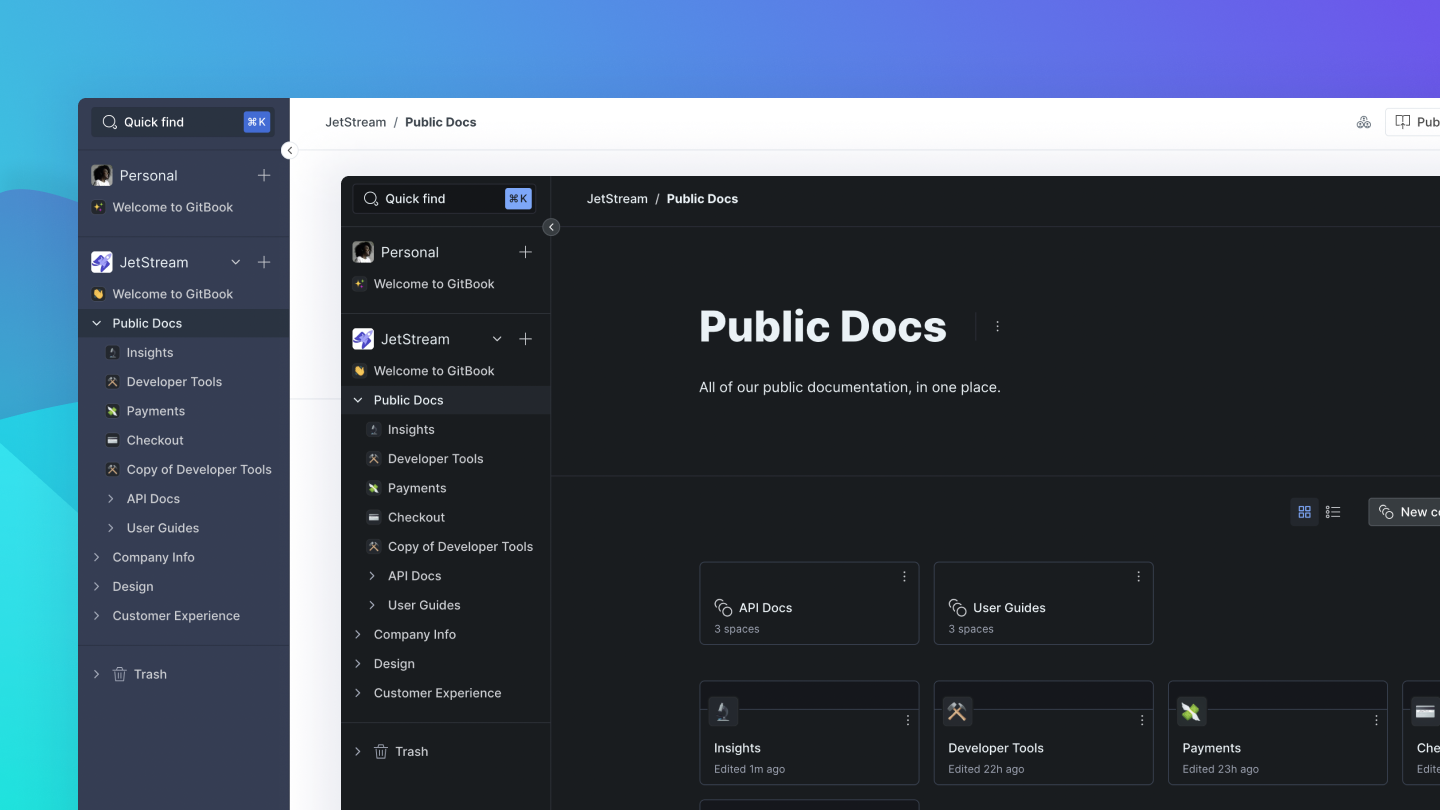 Quick find
⌘K
Personal
Welcome to GitBook
JetStream
Welcome to GitBook
Public Docs
Insights
Developer Tools
Payments
Checkout
Copy of Developer Tools
API Docs
User Guides
Company Info
Design
Customer Experience
Trash
JetStream / Public Docs
Pub
Quick find
⌘K
Personal
Welcome to GitBook
JetStream
Welcome to GitBook
Public Docs
Insights
Developer Tools
Payments
Checkout
Copy of Developer Tools
API Docs
User Guides
Company Info
Design
Customer Experience
Trash
JetStream / Public Docs
Public Docs
All of our public documentation, in one place.
New co
API Docs
3 spaces
User Guides
3 spaces
Insights
Edited 1m ago
Developer Tools
Edited 22h ago
Payments
Edited 23h ago
Che
Edite